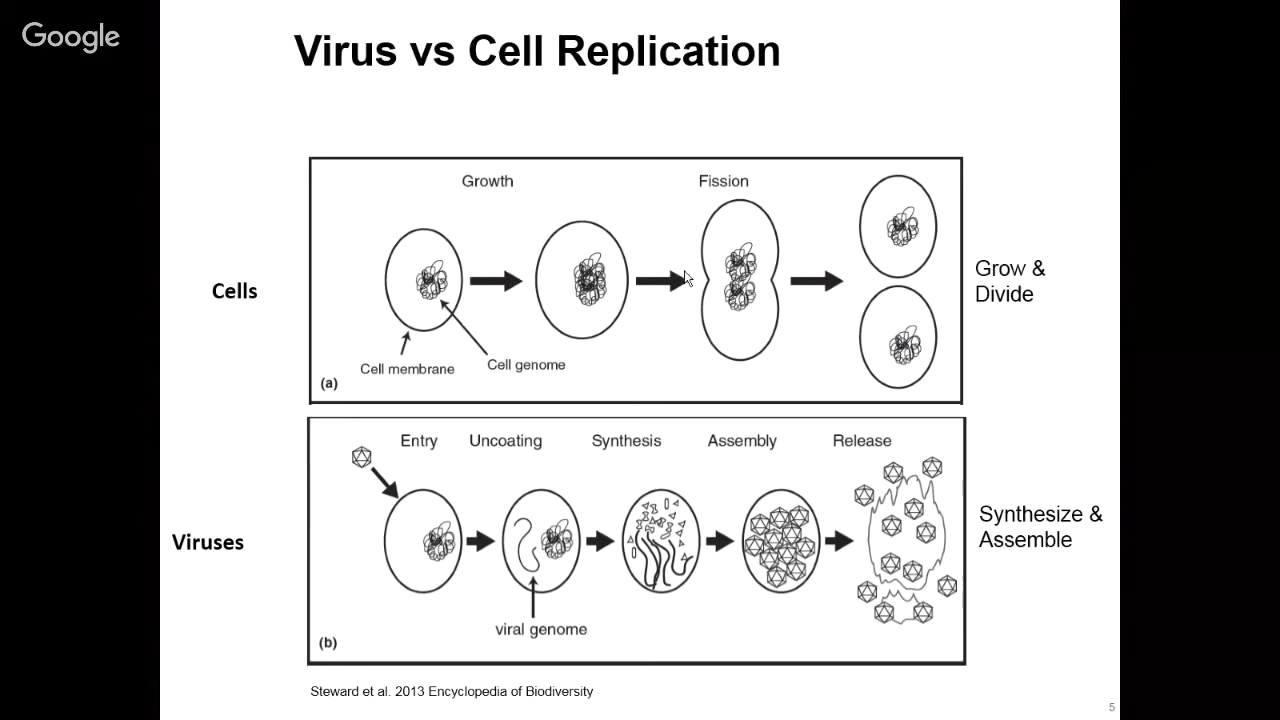 Google
Virus vs Cell Replication
Growth
Fission
Cells
Grow &
Divide
Cell membrane
Cell genome
(a)
Entry
Uncoating
Synthesis
Assembly
Release
Viruses
Synthesize &
Assemble
viral genome
(b)
Steward et al. 2013 Encyclopedia of Biodiversity
5